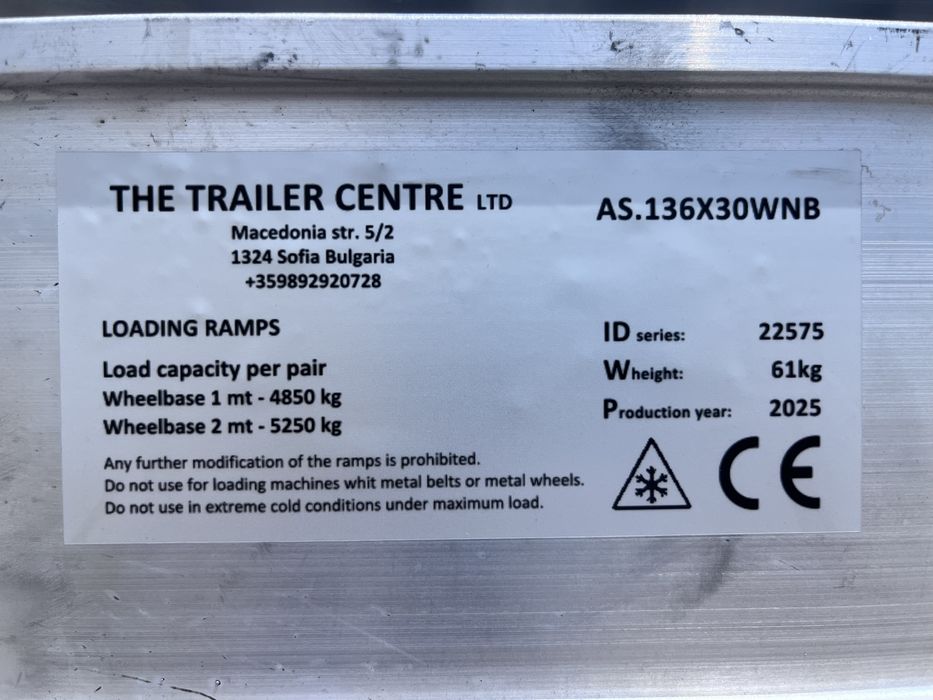 THE TRAILER CENTRE LTD
Macedonia str. 5/2
1324 Sofia Bulgaria
+359892920728
AS.136X30WNB
LOADING RAMPS
Load capacity per pair
Wheelbase 1 mt - 4850 kg
Wheelbase 2 mt - 5250 kg
Any further modification of the ramps is prohibited.
Do not use for loading machines whit metal belts or metal wheels.
Do not use in extreme cold conditions under maximum load.
ID series: 22575
Wheight: 61kg
Production year: 2025
CE